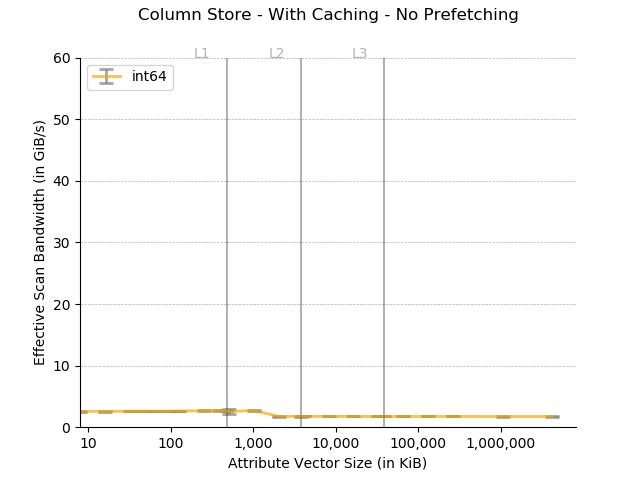 Column Store - With Caching - No Prefetching
L1 L2 L3
int64
Effective Scan Bandwidth (in GiB/s)
60
50
40
30
20
10
0
10 100 1,000 10,000 100,000 1,000,000
Attribute Vector Size (in KiB)